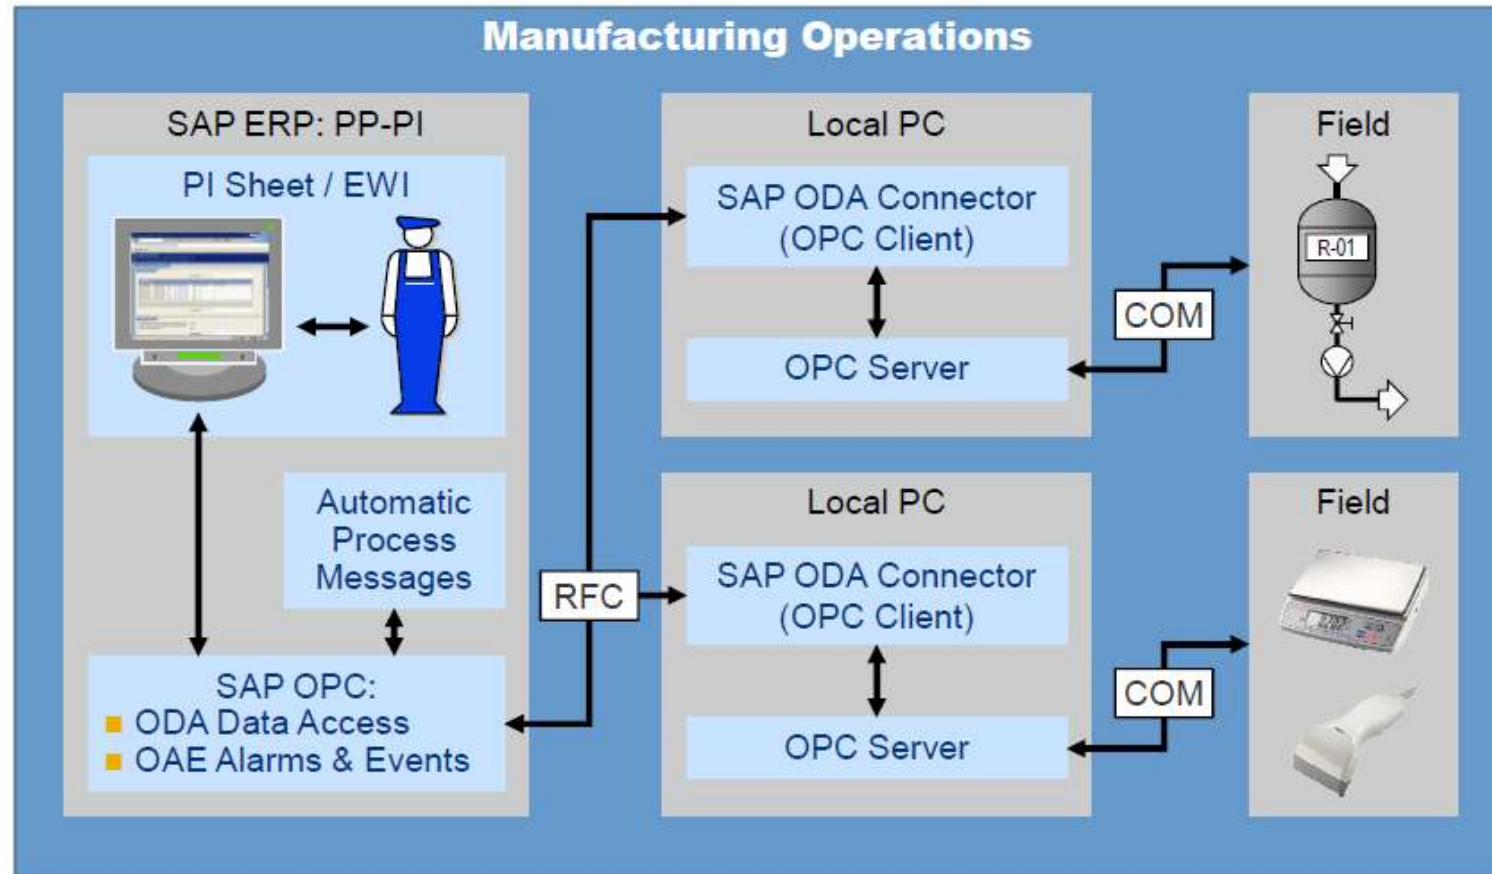 Manufacturing Operations
SAP ERP: PP-PI
PI Sheet / EWI
Automatic
Process
Messages
SAP OPC:
ODA Data Access
OAE Alarms & Events
RFC
Local PC
SAP ODA Connector
(OPC Client)
OPC Server
COM
Field
R-01
Local PC
SAP ODA Connector
(OPC Client)
OPC Server
COM
Field